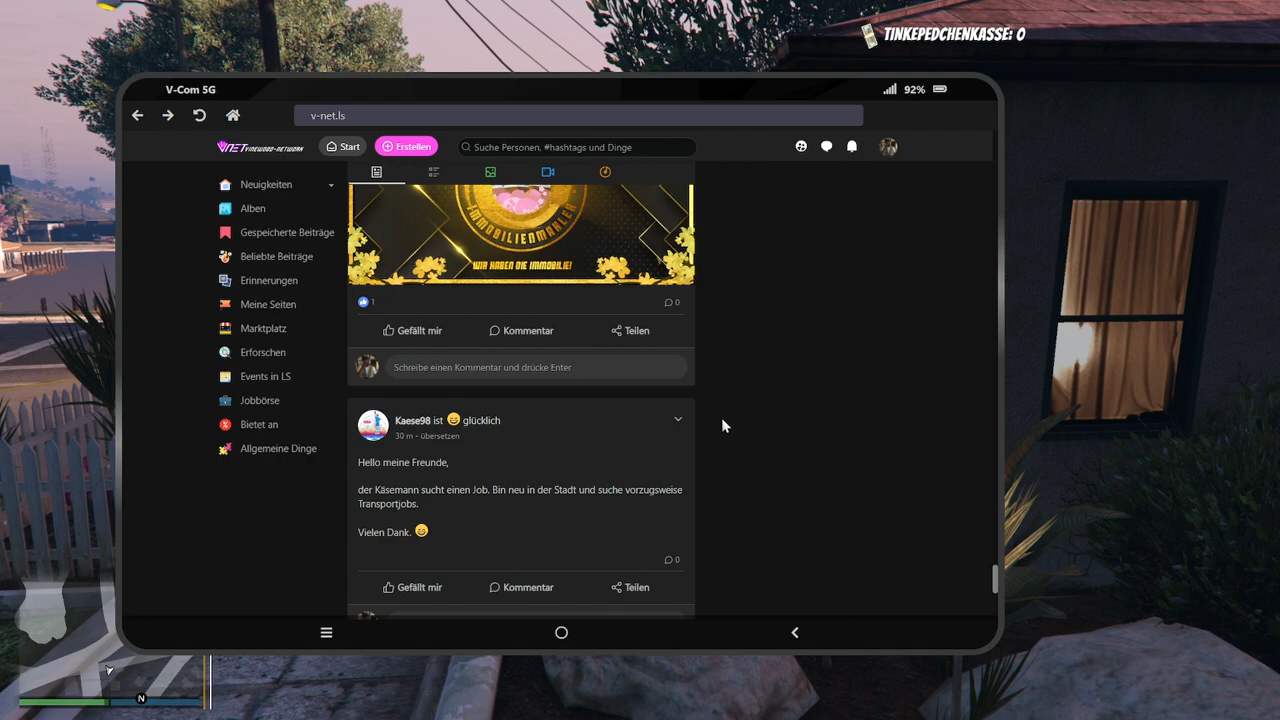 TINKEPEDCHENKASSE: 0
V-Com 5G
92%
v-net.ls
VNET VINEWOOD-NETWORK
Start
Erstellen
Suche Personen, #hashtags und Dinge
Neuigkeiten
Alben
Gespeicherte Beiträge
Beliebte Beiträge
Erinnerungen
Meine Seiten
Marktplatz
Erforschen
Events in LS
Jobbörse
Bietet an
Allgemeine Dinge
IMMOBILIENMAKLER
WIR HABEN DIE IMMOBILIE!
1
0
Gefällt mir
Kommentar
Teilen
Schreibe einen Kommentar und drücke Enter
Kaese98 ist 😄 glücklich
30 m - übersetzen
Hello meine Freunde,
der Käsemann sucht einen Job. Bin neu in der Stadt und suche vorzugsweise
Transportjobs.
Vielen Dank. 😄
0
Gefällt mir
Kommentar
Teilen
N